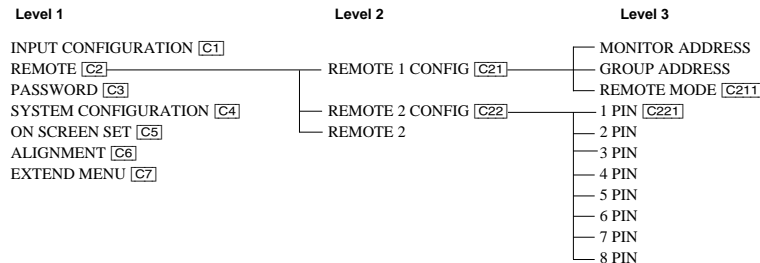 Level 1 Level 2 Level 3
INPUT CONFIGURATION C1 MONITOR ADDRESS
REMOTE C2 REMOTE 1 CONFIG C21 GROUP ADDRESS
PASSWORD C3 REMOTE MODE C211
SYSTEM CONFIGURATION C4 REMOTE 2 CONFIG C22 1 PIN C221
ON SCREEN SET C5 REMOTE 2 2 PIN
ALIGNMENT C6 3 PIN
EXTEND MENU C7 4 PIN
5 PIN
6 PIN
7 PIN
8 PIN